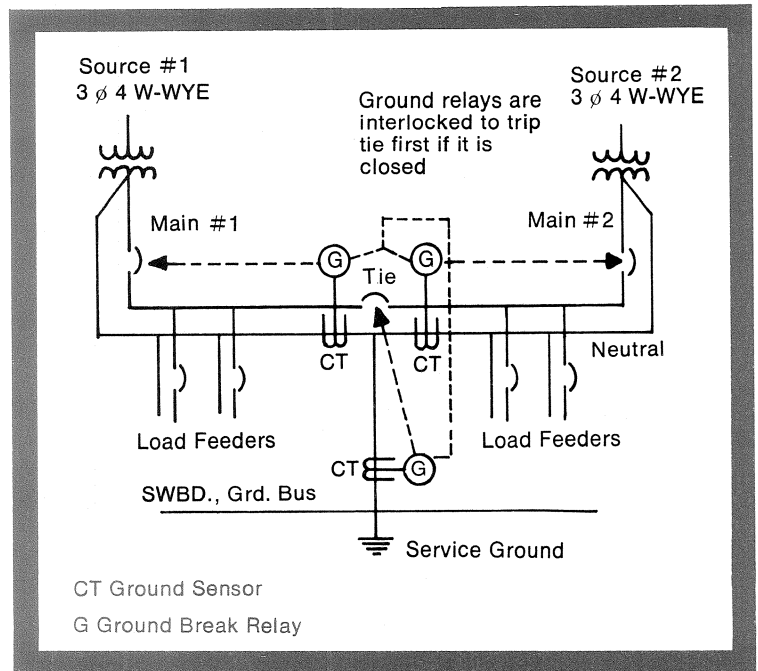 Source #1
3 ø 4 W-WYE
Source #2
3 ø 4 W-WYE
Ground relays are
interlocked to trip
tie first if it is
closed
Main #1
Main #2
G
G
Tie
CT
CT
Neutral
Load Feeders
Load Feeders
CT
G
SWBD., Grd. Bus
Service Ground
CT Ground Sensor
G Ground Break Relay